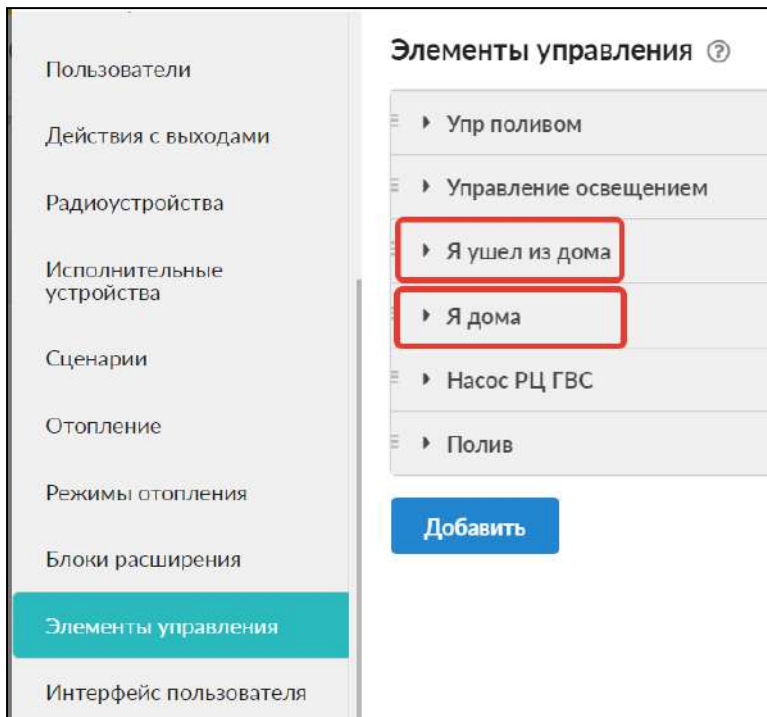 Пользователи
Действия с выходами
Радиоустройства
Исполнительные
устройства
Сценарии
Отопление
Режимы отопления
Блоки расширения
Элементы управления
Интерфейс пользователя
Элементы управления ?
Упр поливом
Управление освещением
Я ушел из дома
Я дома
Насос РЦ ГВС
Полив
Добавить